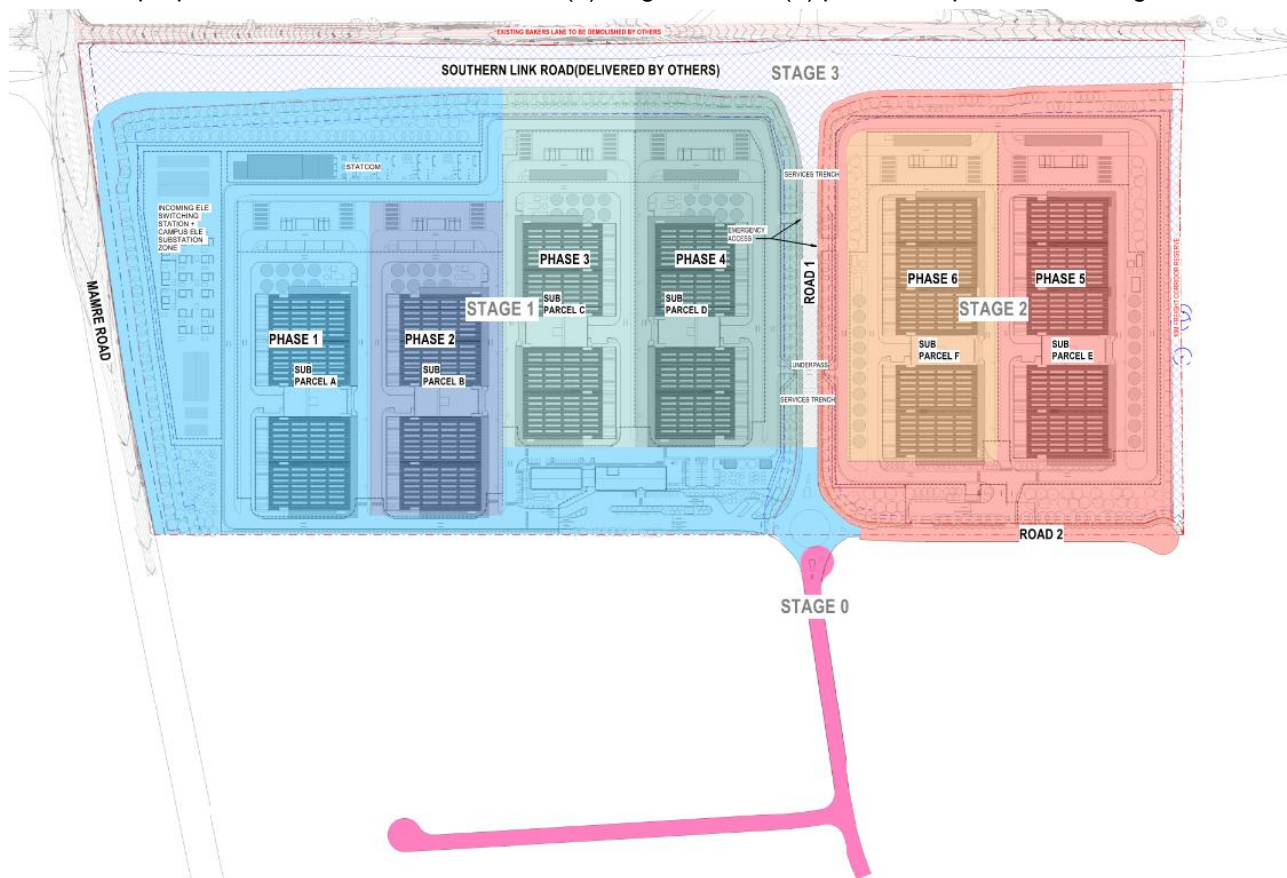 EXISTING BAKERS LANE TO BE DEMOLISHED BY OTHERS
SOUTHERN LINK ROAD(DELIVERED BY OTHERS)
STAGE 3
STATCOM
SERVICES TRENCH
INCOMING ELE
SWITCHING
STATION +
CAMPUS ELE
SUBSTATION
ZONE
EMERGENCY
ACCESS
MAMRE ROAD
PHASE 1
SUB
PARCEL A
PHASE 2
SUB
PARCEL B
STAGE 1
PHASE 3
SUB
PARCEL C
PHASE 4
SUB
PARCEL D
ROAD 1
PHASE 6
SUB
PARCEL F
STAGE 2
PHASE 5
SUB
PARCEL E
FREIGHT CORRIDOR RESERVE
UNDERPASS
SERVICES TRENCH
ROAD 2
STAGE 0